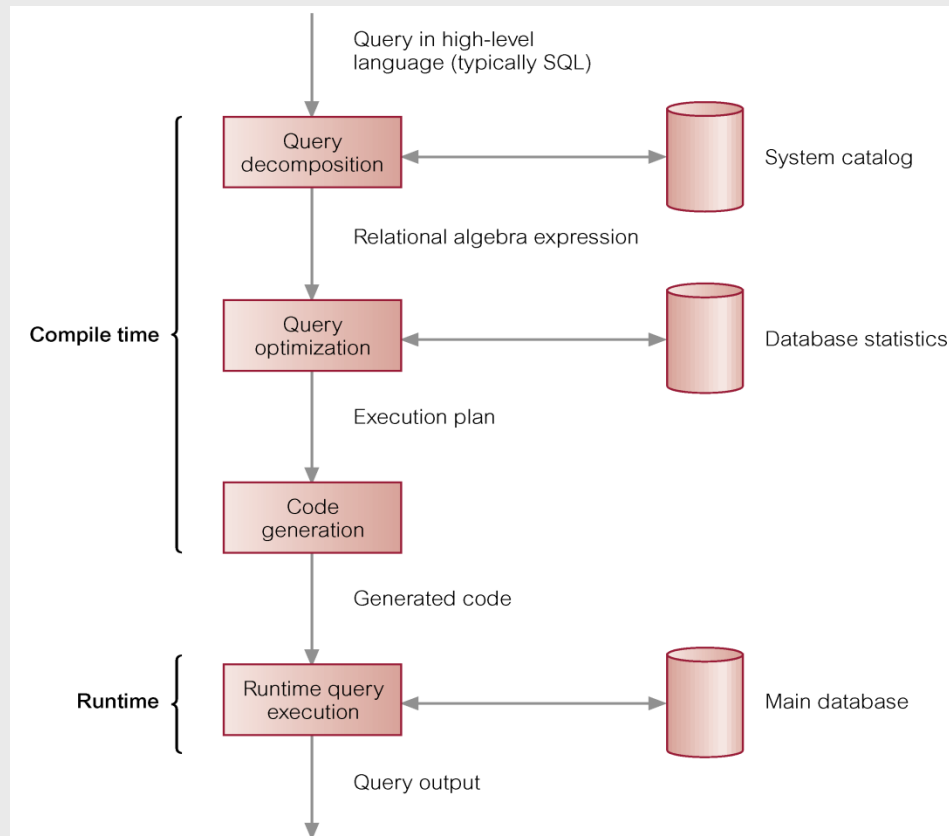 Query in high-level
language (typically SQL)
Query
decomposition
System catalog
Relational algebra expression
Compile time
Query
optimization
Database statistics
Execution plan
Code
generation
Generated code
Runtime
Runtime query
execution
Main database
Query output